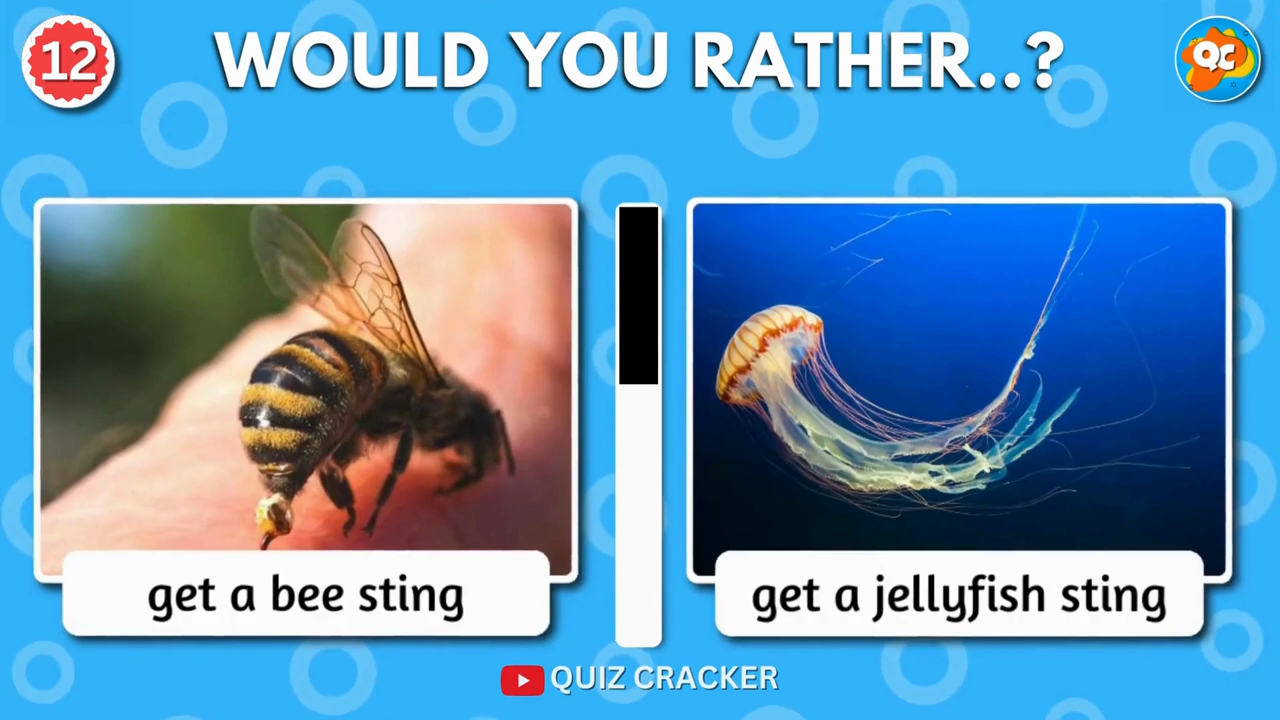 12
WOULD YOU RATHER..?
QC
get a bee sting
get a jellyfish sting
QUIZ CRACKER